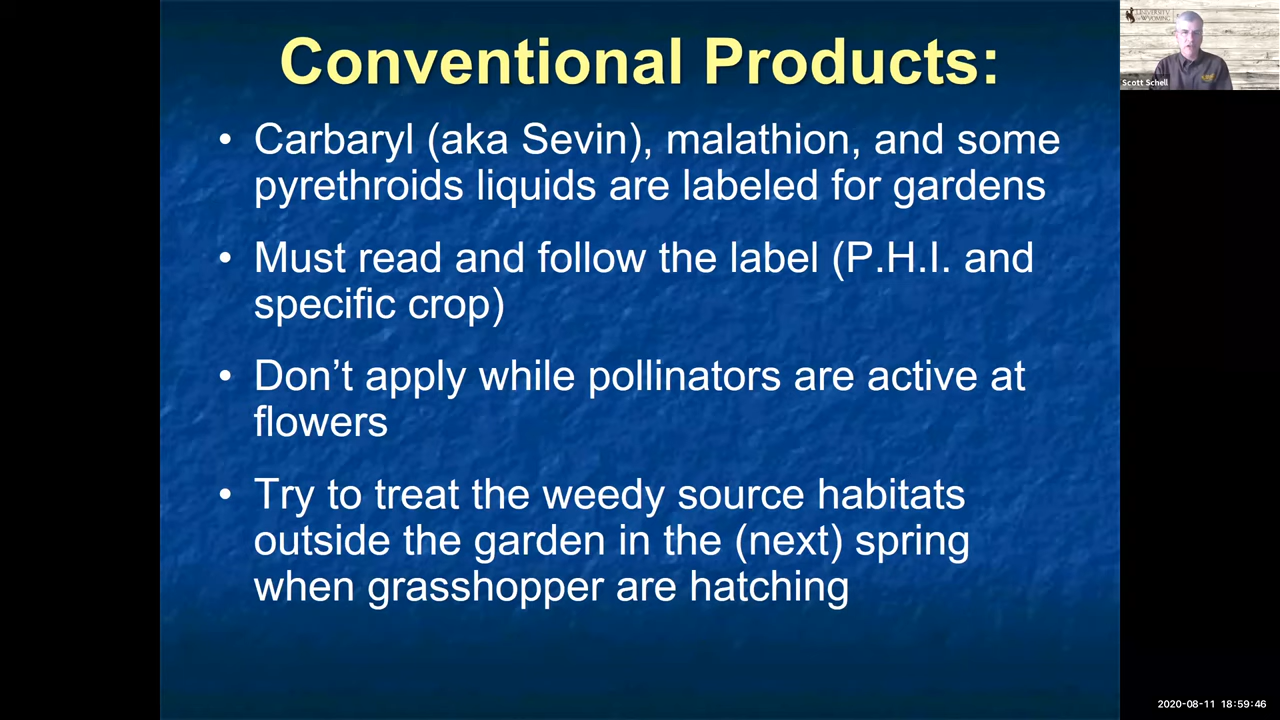 Conventional Products:
• Carbaryl (aka Sevin), malathion, and some
pyrethroids liquids are labeled for gardens
• Must read and follow the label (P.H.I. and
specific crop)
• Don’t apply while pollinators are active at
flowers
• Try to treat the weedy source habitats
outside the garden in the (next) spring
when grasshopper are hatching
UNIVERSITY
OF WYOMING
Scott Schell
2020-08-11 18:59:46